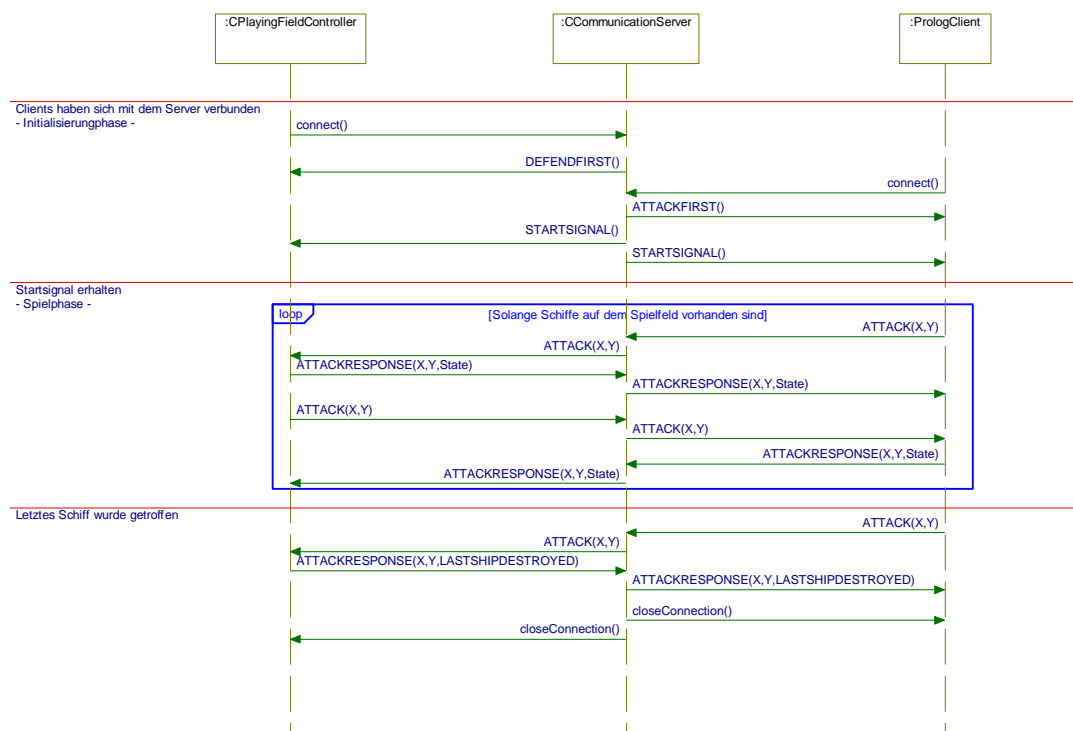 :CPlayingFieldController
:CCommunicationServer
:PrologClient
Clients haben sich mit dem Server verbunden
- Initialisierungphase -
connect()
DEFENDFIRST()
connect()
ATTACKFIRST()
STARTSIGNAL()
STARTSIGNAL()
Startsignal erhalten
- Spielphase -
loop
[Solange Schiffe auf dem Spielfeld vorhanden sind]
ATTACK(X,Y)
ATTACK(X,Y)
ATTACKRESPONSE(X,Y,State)
ATTACKRESPONSE(X,Y,State)
ATTACK(X,Y)
ATTACK(X,Y)
ATTACKRESPONSE(X,Y,State)
ATTACKRESPONSE(X,Y,State)
Letztes Schiff wurde getroffen
ATTACK(X,Y)
ATTACK(X,Y)
ATTACKRESPONSE(X,Y,LASTSHIPDESTROYED)
ATTACKRESPONSE(X,Y,LASTSHIPDESTROYED)
closeConnection()
closeConnection()